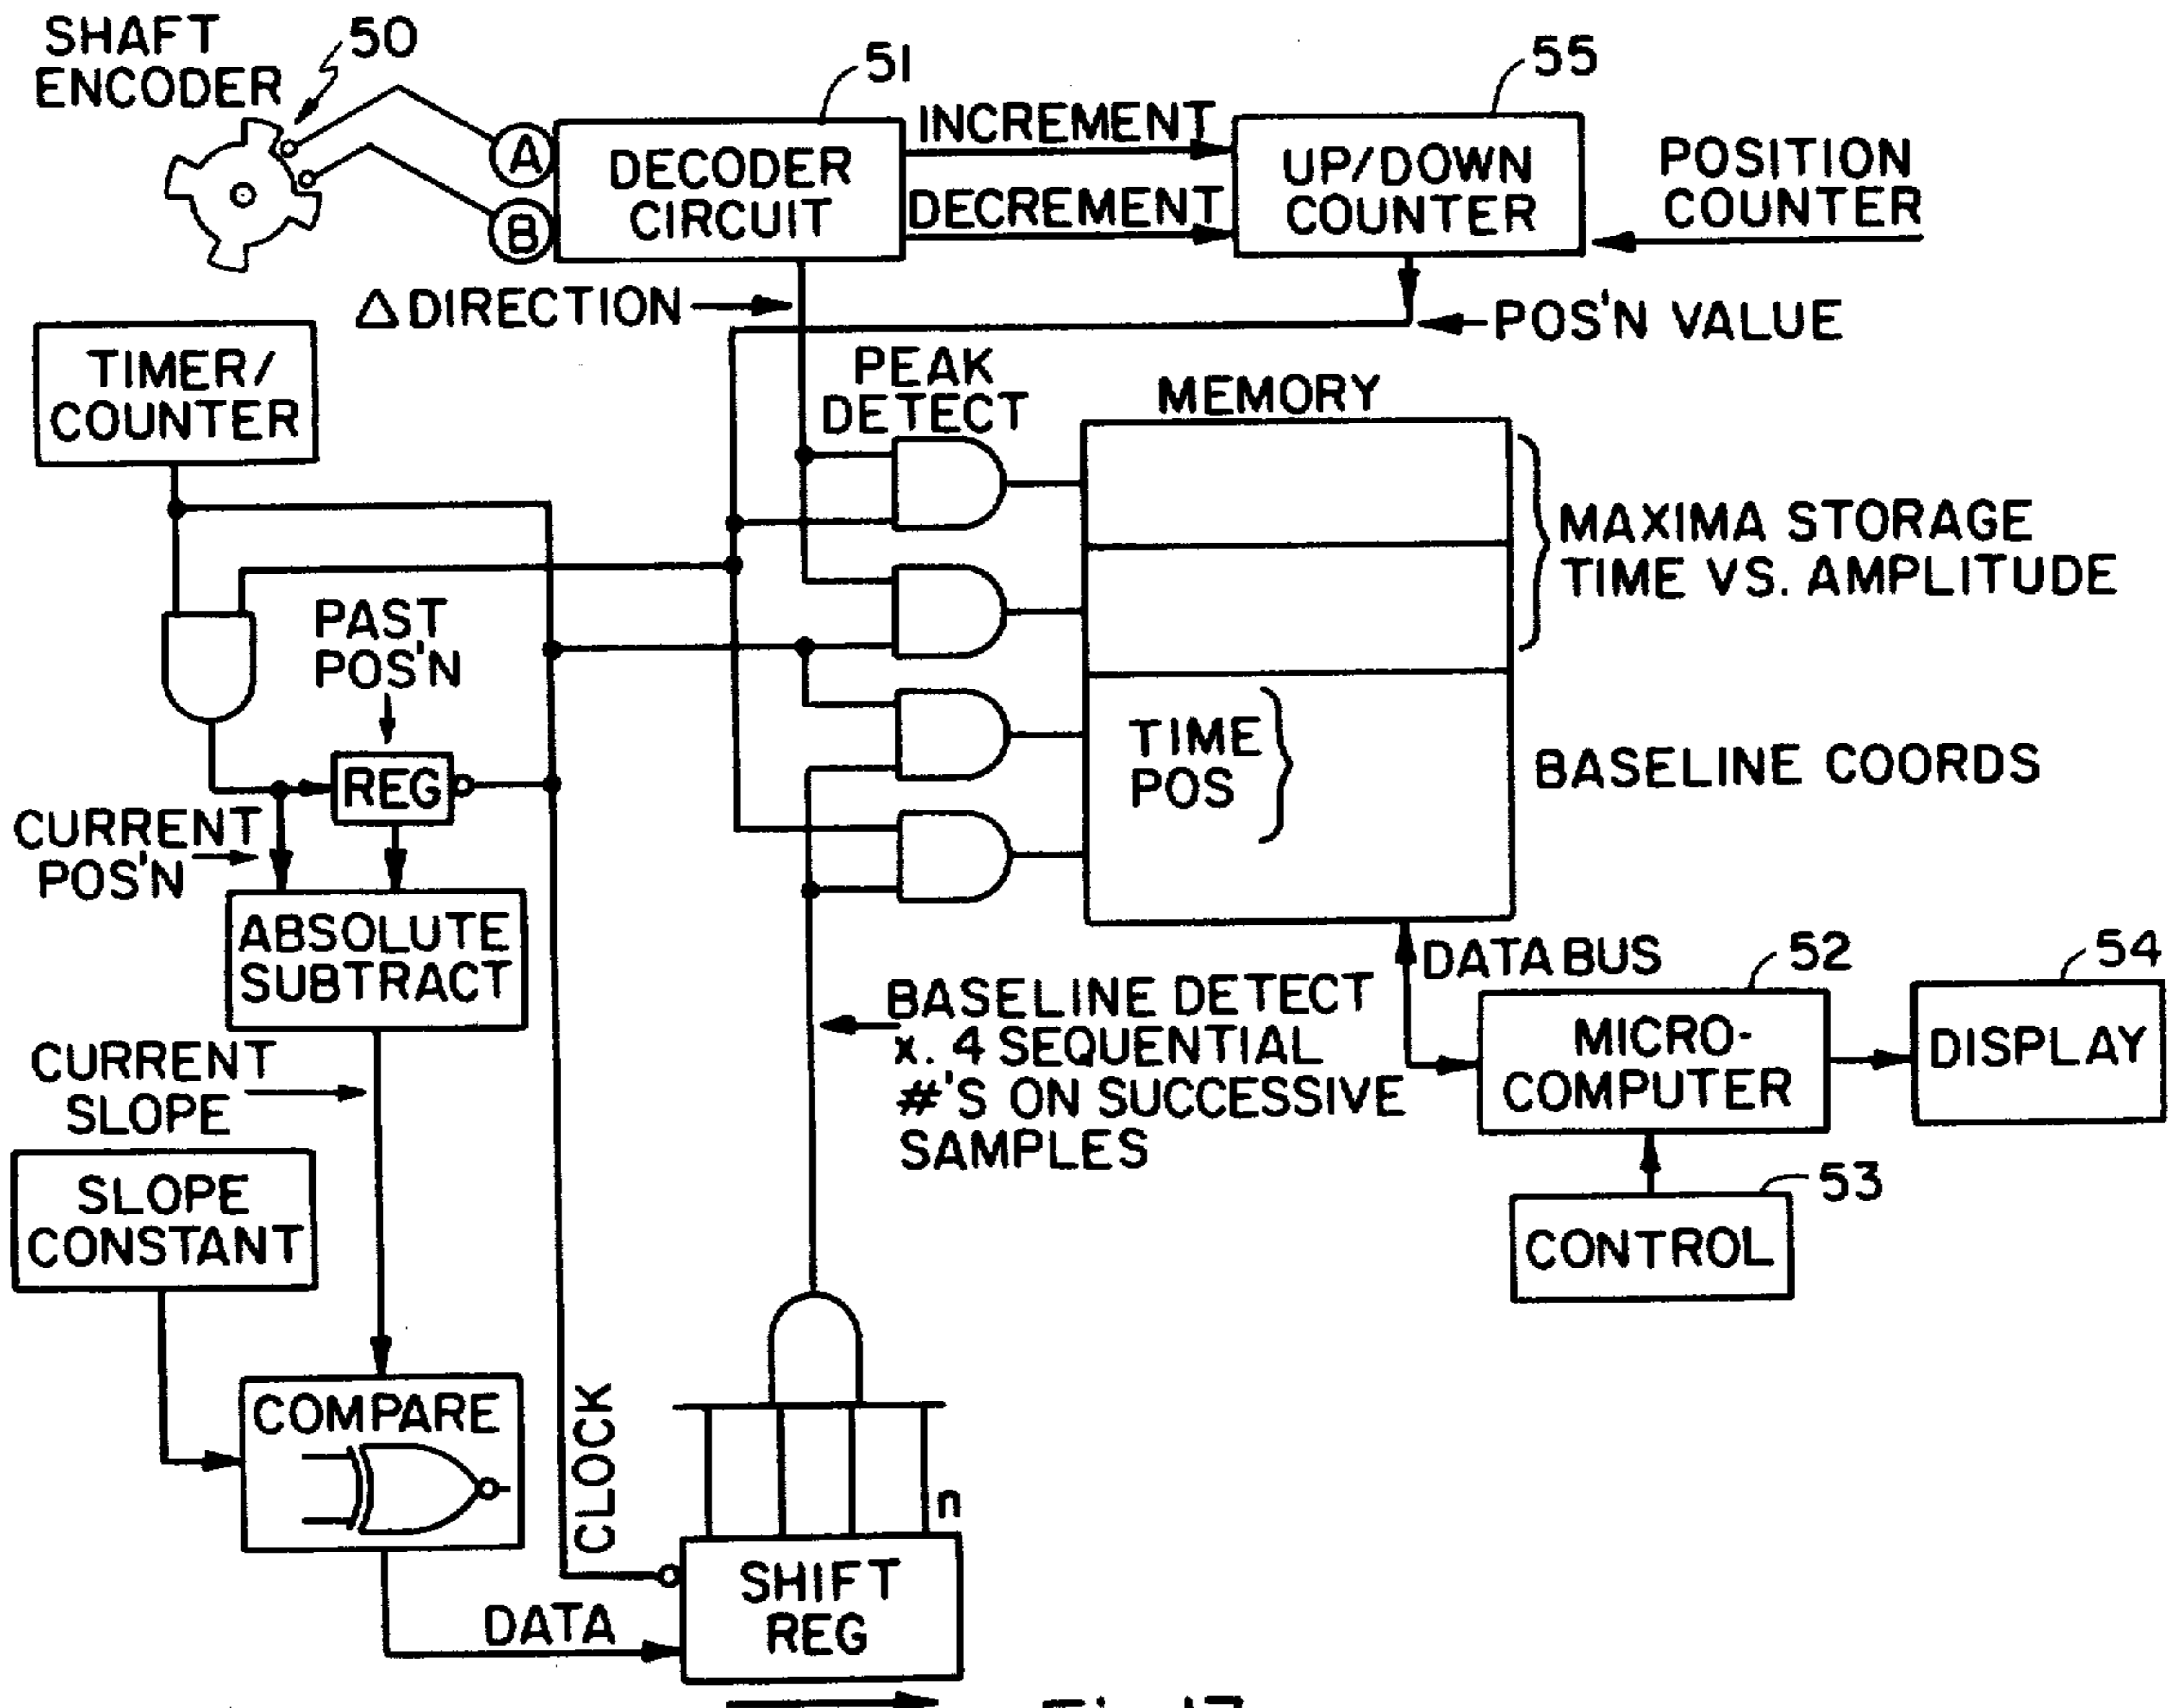 SHAFT
ENCODER
50
A
B
51
DECODER
CIRCUIT
INCREMENT
DECREMENT
55
UP/DOWN
COUNTER
POSITION
COUNTER
Δ DIRECTION
POS'N VALUE
TIMER/
COUNTER
PEAK
DETECT
MEMORY
MAXIMA STORAGE
TIME VS. AMPLITUDE
PAST
POS'N
REG
TIME
POS
BASELINE COORDS
CURRENT
POS'N
ABSOLUTE
SUBTRACT
DATA BUS
52
54
MICRO-
COMPUTER
DISPLAY
BASELINE DETECT
x. 4 SEQUENTIAL
#'S ON SUCCESSIVE
SAMPLES
CURRENT
SLOPE
SLOPE
CONSTANT
53
CONTROL
COMPARE
CLOCK
n
SHIFT
REG
DATA